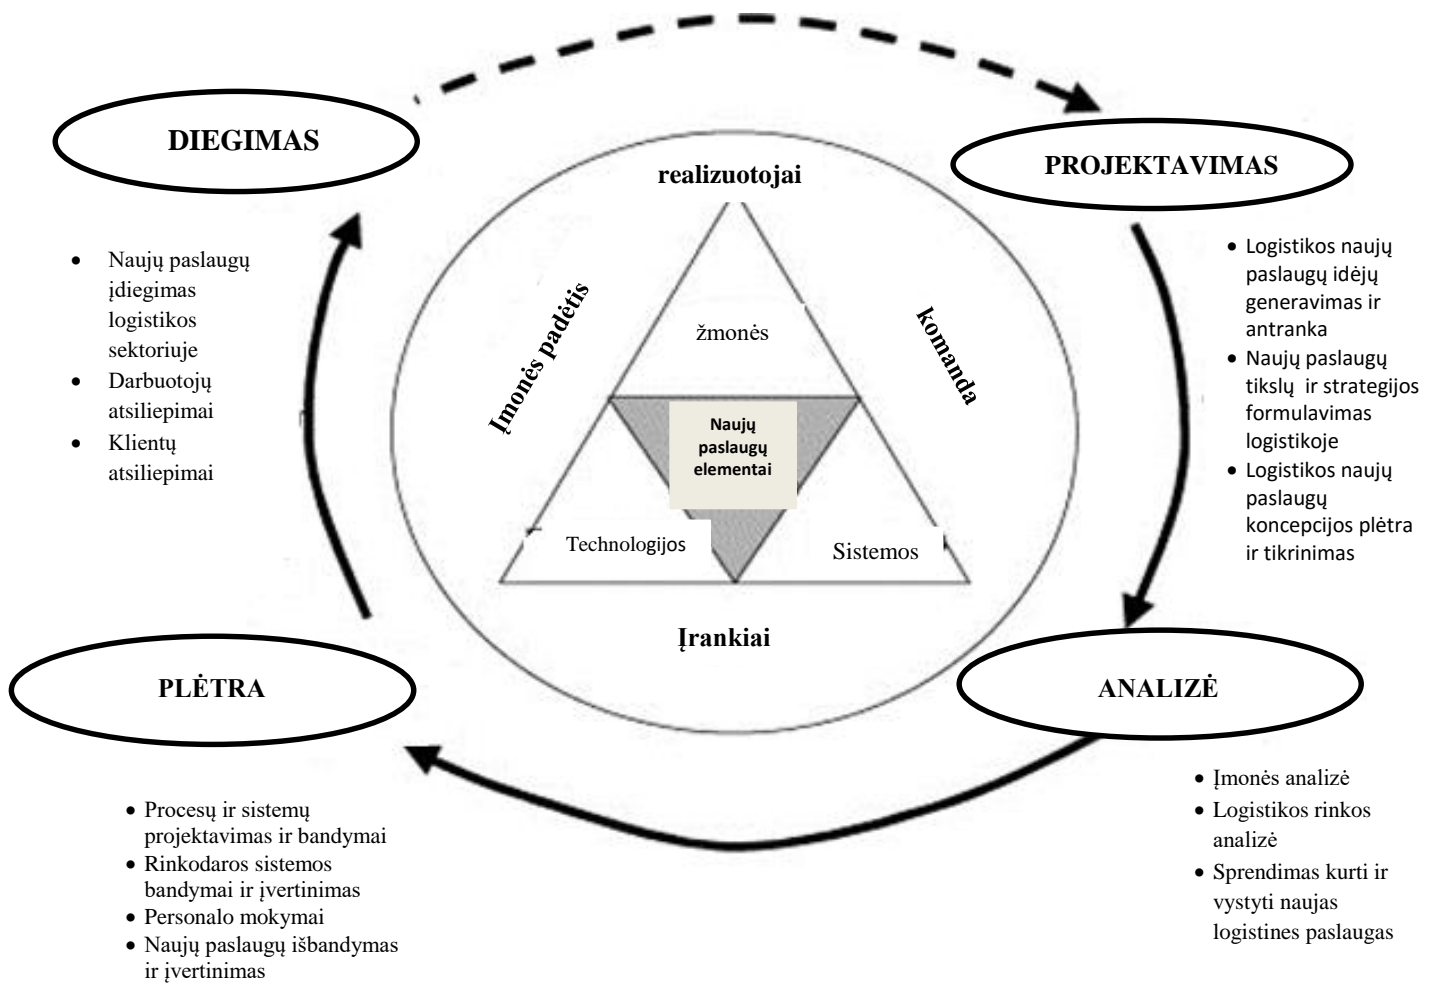 DIEGIMAS
PROJEKTAVIMAS
realizuotojai
Įmonės padėtis
komanda
žmonės
Naujų
paslaugų
elementai
Technologijos
Sistemos
Įrankiai
• Naujų paslaugų
įdiegimas
logistikos
sektoriuje
• Darbuotojų
atsiliepimai
• Klientų
atsiliepimai
• Logistikos naujų
paslaugų idėjų
generavimas ir
antranka
• Naujų paslaugų
tikslų ir strategijos
formulavimas
logistikoje
• Logistikos naujų
paslaugų
koncepcijos plėtra
ir tikrinimas
PLĖTRA
ANALIZĖ
• Procesų ir sistemų
projektavimas ir bandymai
• Rinkodaros sistemos
bandymai ir įvertinimas
• Personalo mokymai
• Naujų paslaugų išbandymas
ir įvertinimas
• Įmonės analizė
• Logistikos rinkos
analizė
• Sprendimas kurti ir
vystyti naujas
logistines paslaugas